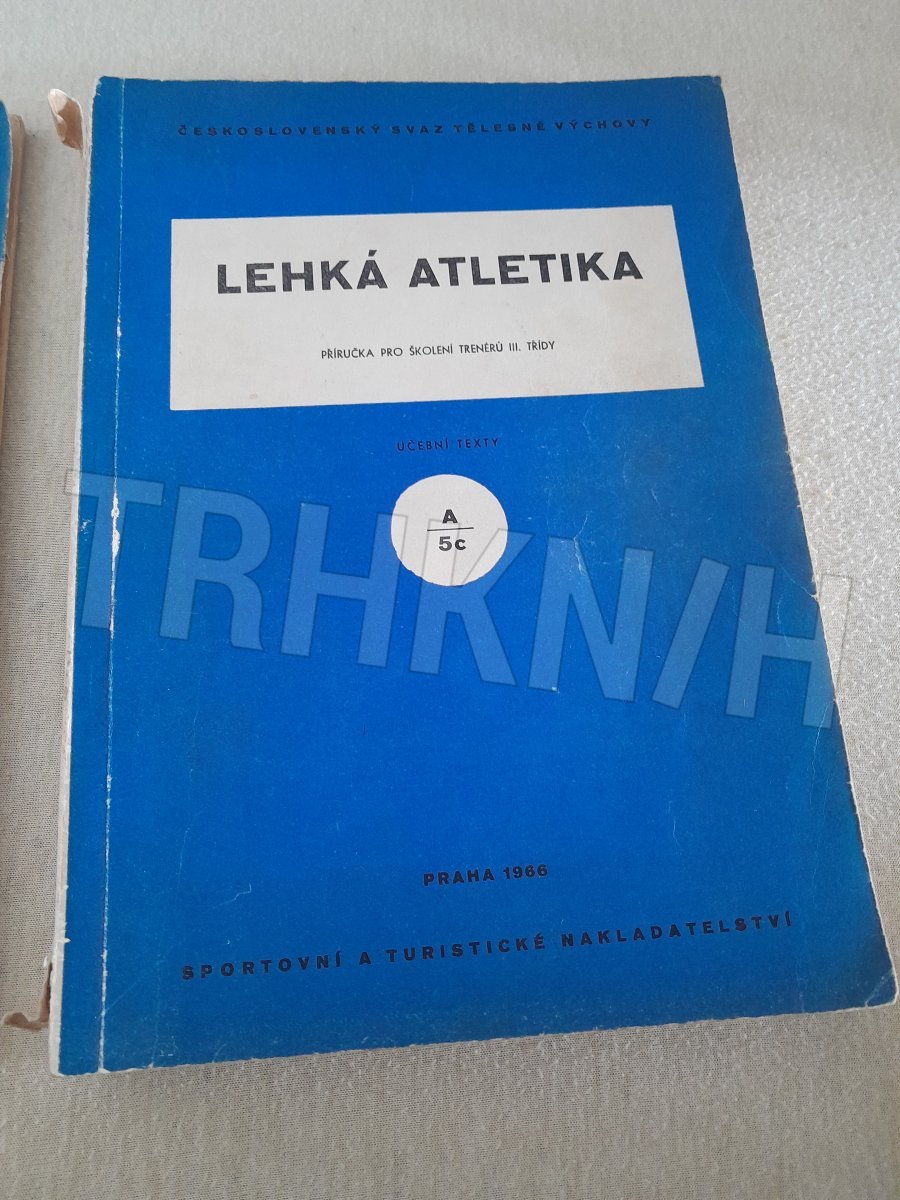 ČESKOSLOVENSKÝ SVAZ TĚLESNÉ VÝCHOVY
LEHKÁ ATLETIKA
PŘÍRUČKA PRO ŠKOLENÍ TRENÉRŮ III. TŘÍDY
UČEBNÍ TEXTY
A
5c
TRHKNIH
PRAHA 1966
SPORTOVNÍ A TURISTICKÉ NAKLADATELSTVÍ